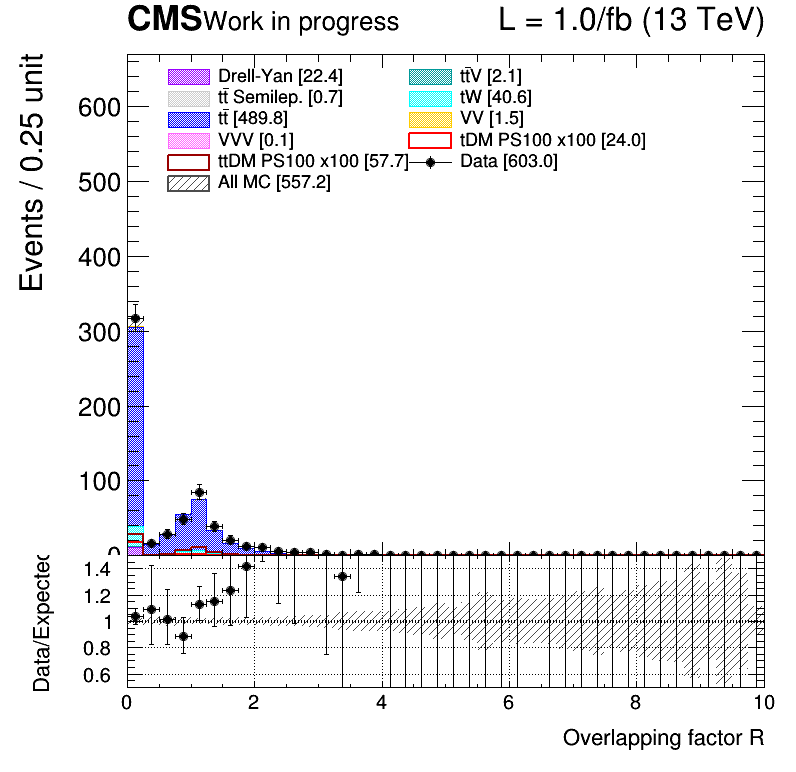 CMS Work in progress L = 1.0/fb (13 TeV)
Events / 0.25 unit
600
500
400
300
200
100
0
Drell-Yan [22.4] tt̄V [2.1]
tt̄ Semilep. [0.7] tW [40.6]
tt̄ [489.8] VV [1.5]
VVV [0.1] tDM PS100 x100 [24.0]
ttDM PS100 x100 [57.7] Data [603.0]
All MC [557.2]
Data/Expected
1.4
1.2
1
0.8
0.6
0 2 4 6 8 10
Overlapping factor R